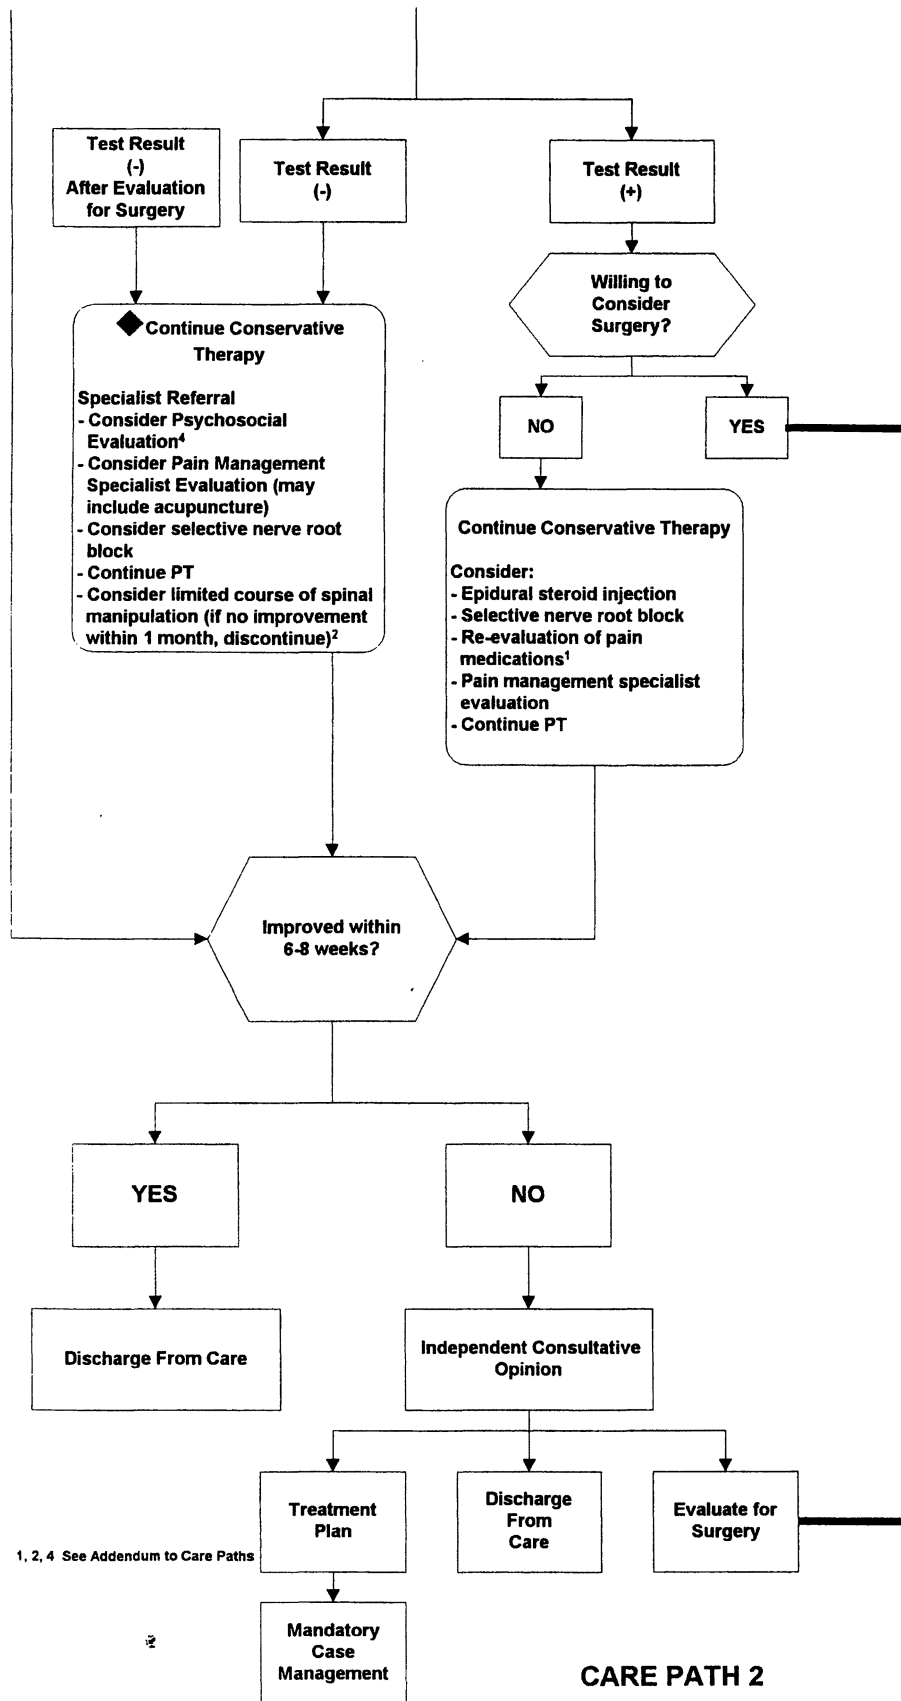 Test Result
(-)
After Evaluation
for Surgery
Test Result
(-)
Test Result
(+)
Willing to
Consider
Surgery?
NO
YES
◆ Continue Conservative
Therapy
Specialist Referral
- Consider Psychosocial
Evaluation⁴
- Consider Pain Management
Specialist Evaluation (may
include acupuncture)
- Consider selective nerve root
block
- Continue PT
- Consider limited course of spinal
manipulation (if no improvement
within 1 month, discontinue)²
Continue Conservative Therapy
Consider:
- Epidural steroid injection
- Selective nerve root block
- Re-evaluation of pain
medications¹
- Pain management specialist
evaluation
- Continue PT
Improved within
6-8 weeks?
YES
NO
Discharge From Care
Independent Consultative
Opinion
Treatment
Plan
Discharge
From
Care
Evaluate for
Surgery
1, 2, 4 See Addendum to Care Paths
Mandatory
Case
Management
CARE PATH 2